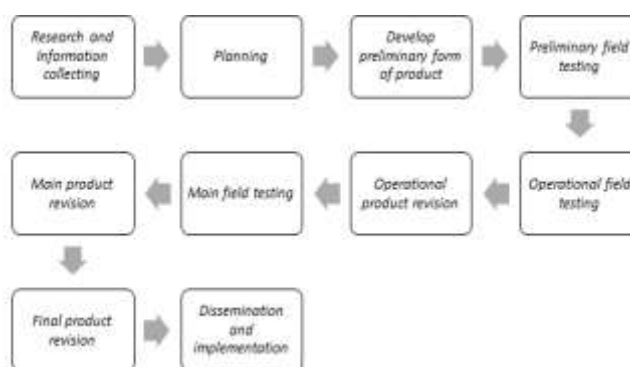 Research and
information
collecting
Planning
Develop
preliminary form
of product
Preliminary field
testing
Main product
revision
Main field testing
Operational
product revision
Operational field
testing
Final product
revision
Dissemination
and
implementation